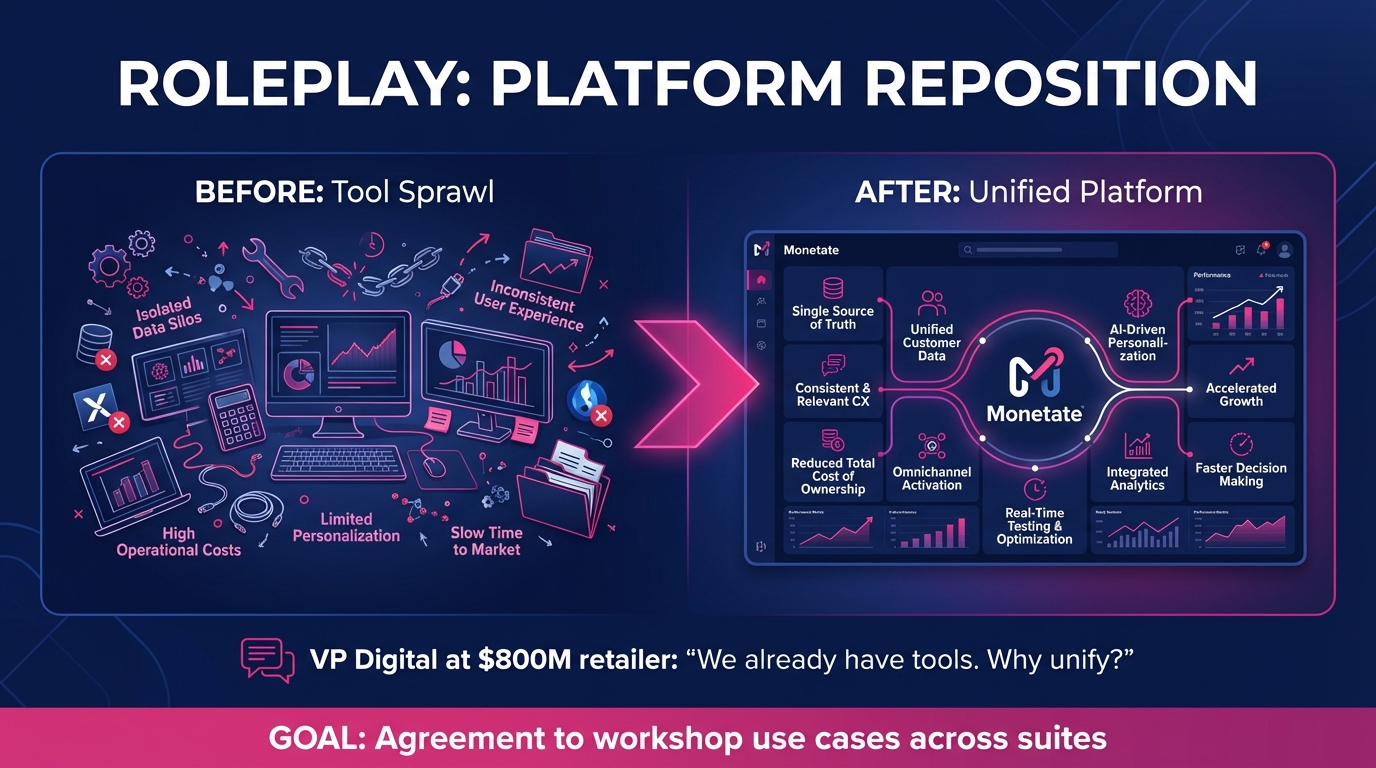 ROLEPLAY: PLATFORM REPOSITION
BEFORE: Tool Sprawl
Isolated
Data Silos
Inconsistent
User Experience
High
Operational Costs
Limited
Personalization
Slow Time
to Market
AFTER: Unified Platform
Monetate
Single Source
of Truth
Unified
Customer
Data
AI-Driven
Personali-
zation
Performance
Consistent &
Relevant CX
Monetate
Accelerated
Growth
Reduced Total
Cost of
Ownership
Omnichannel
Activation
Real-Time
Testing &
Optimization
Integrated
Analytics
Faster Decision
Making
VP Digital at $800M retailer: “We already have tools. Why unify?”
GOAL: Agreement to workshop use cases across suites